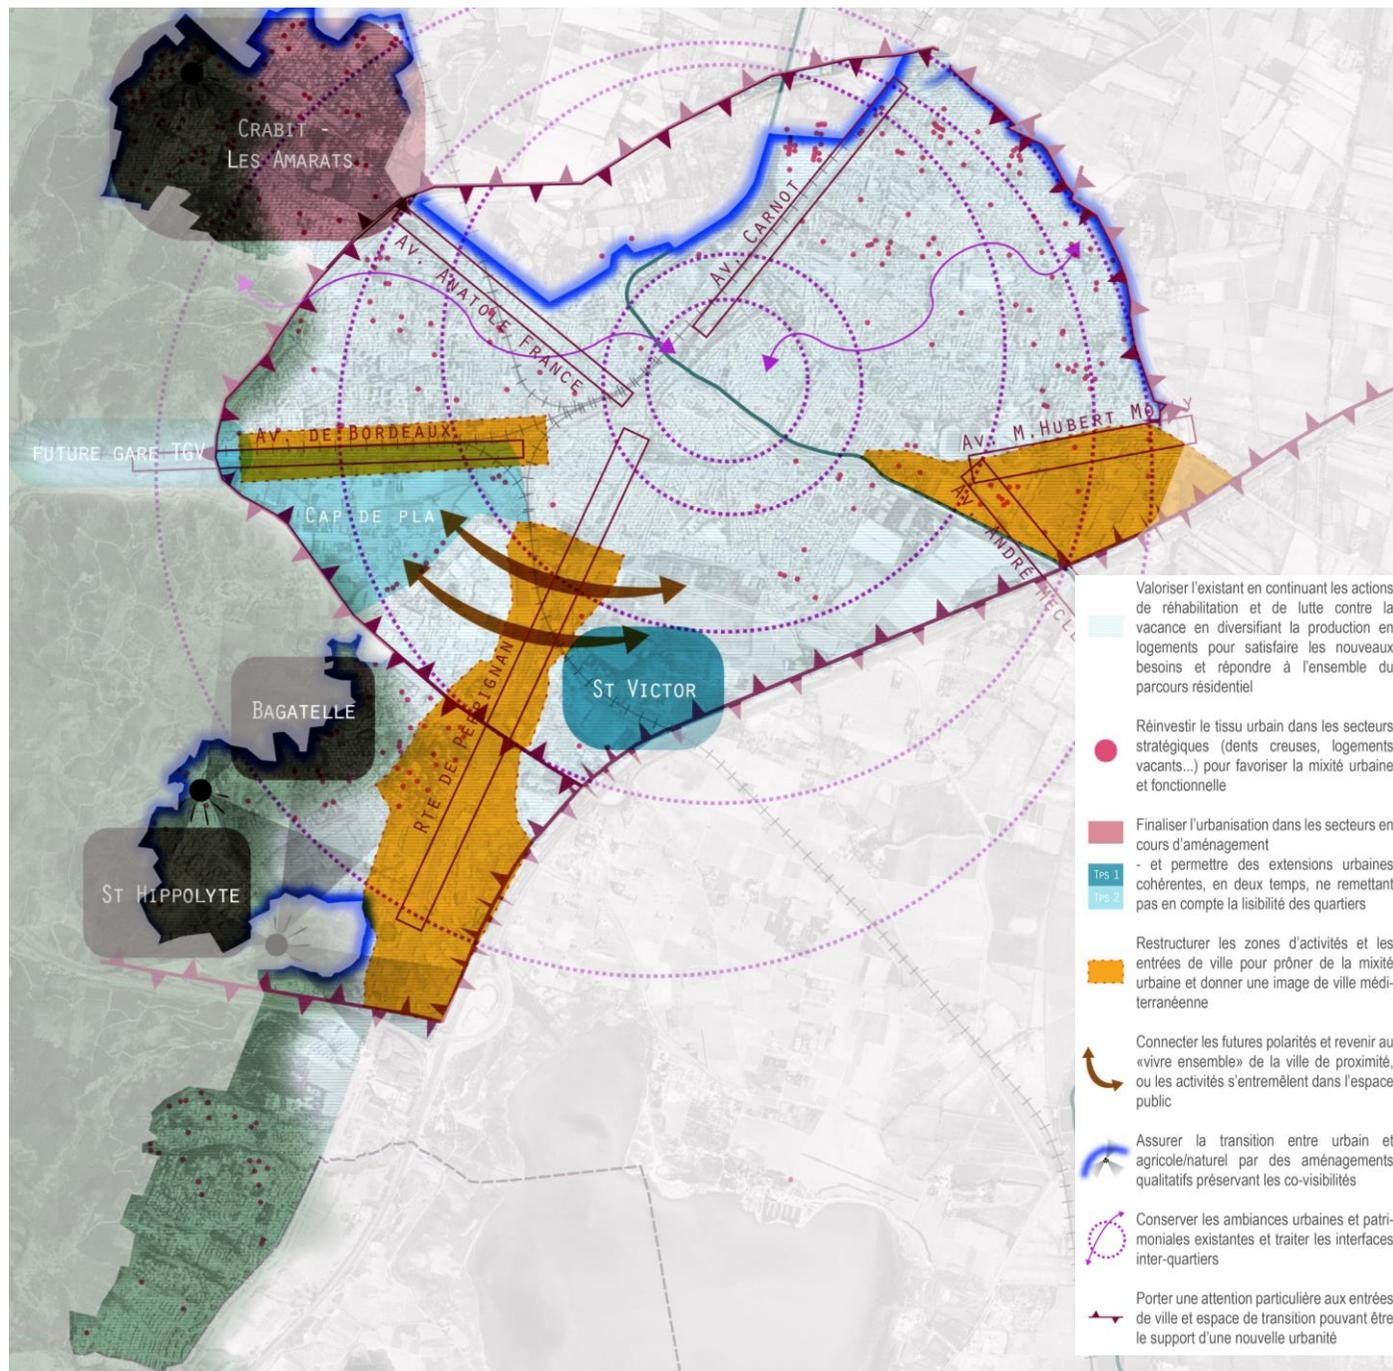 CRABIT -
LES AMARATS
AV. CARNOT
AV. ANATOLE FRANCE
AV. DE BORDEAUX
FUTURE GARE TGV
AV. M.HUBERT
CAP DE PLA
ANDRÉ
ST VICTOR
BAGATELLE
RTE DE PERPIGNAN
ST HIPPOLYTE
Valoriser l'existant en continuant les actions
de réhabilitation et de lutte contre la
vacance en diversifiant la production en
logements pour satisfaire les nouveaux
besoins et répondre à l'ensemble du
parcours résidentiel
Réinvestir le tissu urbain dans les secteurs
stratégiques (dents creuses, logements
vacants...) pour favoriser la mixité urbaine
et fonctionnelle
Finaliser l'urbanisation dans les secteurs en
cours d'aménagement
- et permettre des extensions urbaines
cohérentes, en deux temps, ne remettant
pas en compte la lisibilité des quartiers
TPS 1
TPS 2
Restructurer les zones d'activités et les
entrées de ville pour prôner de la mixité
urbaine et donner une image de ville médi-
terranéenne
Connecter les futures polarités et revenir au
«vivre ensemble» de la ville de proximité,
ou les activités s'entremêlent dans l'espace
public
Assurer la transition entre urbain et
agricole/naturel par des aménagements
qualitatifs préservant les co-visibilités
Conserver les ambiances urbaines et patri-
moniales existantes et traiter les interfaces
inter-quartiers
Porter une attention particulière aux entrées
de ville et espace de transition pouvant être
le support d'une nouvelle urbanité